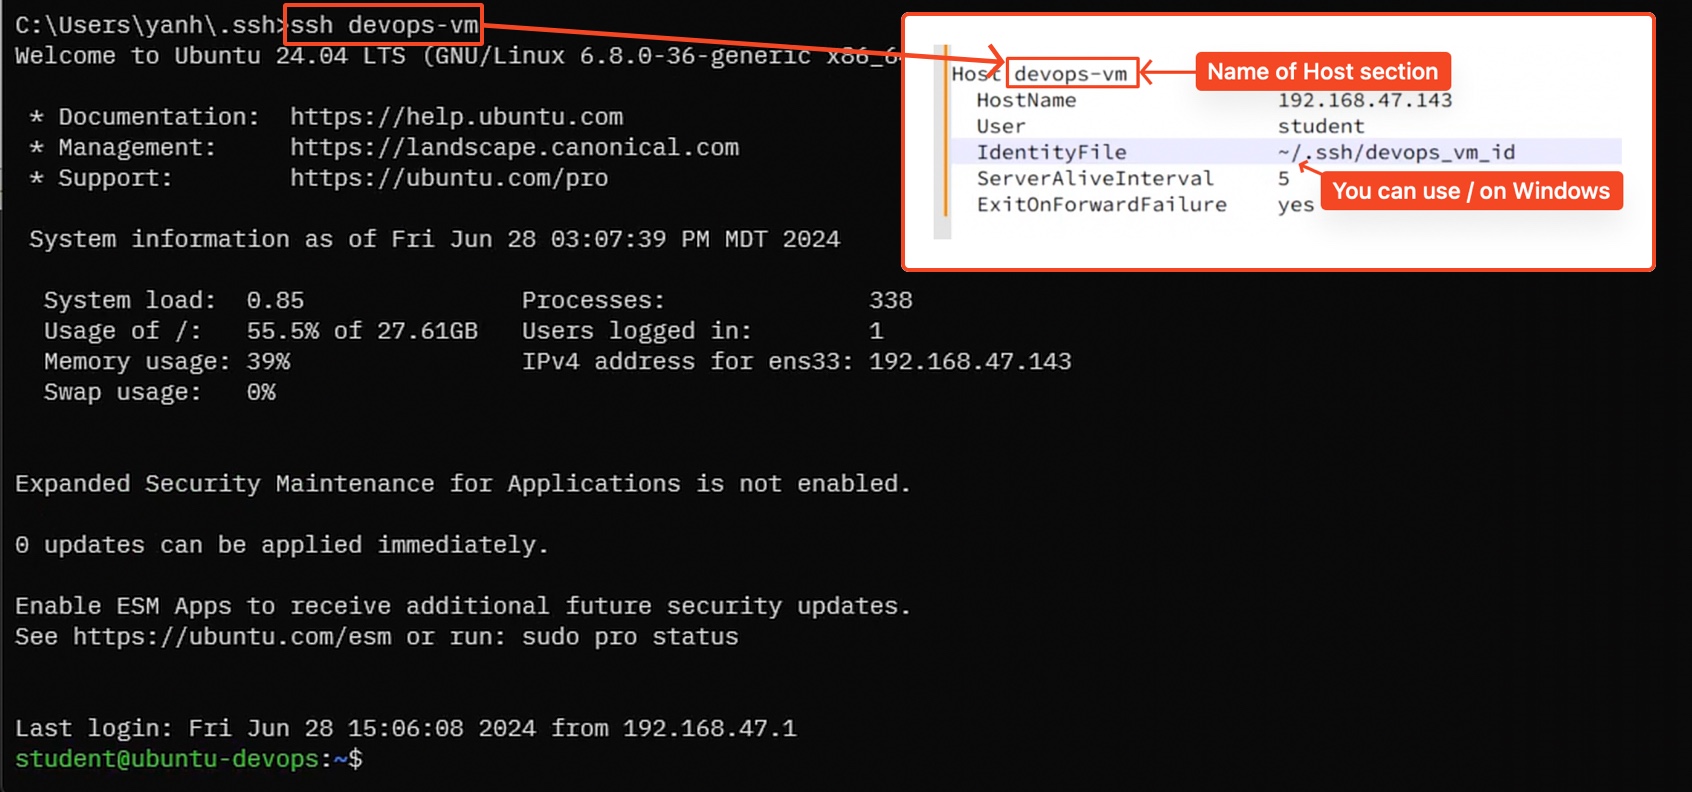 C:\Users\yanh\.ssh>ssh devops-vm
Welcome to Ubuntu 24.04 LTS (GNU/Linux 6.8.0-36-generic
* Documentation: https://help.ubuntu.com
* Management: https://landscape.canonical.com
* Support: https://ubuntu.com/pro
System information as of Fri Jun 28 03:07:39 PM MDT 2024
System load: 0.85 Processes: 338
Usage of /: 55.5% of 27.61GB Users logged in: 1
Memory usage: 39% IPv4 address for ens33: 192.168.47.143
Swap usage: 0%
Expanded Security Maintenance for Applications is not enabled.
0 updates can be applied immediately.
Enable ESM Apps to receive additional future security updates.
See https://ubuntu.com/esm or run: sudo pro status
Last login: Fri Jun 28 15:06:08 2024 from 192.168.47.1
student@ubuntu-devops:~$
Host devops-vm
Name of Host section
HostName 192.168.47.143
User student
IdentityFile ~/.ssh/devops_vm_id
ServerAliveInterval 5
You can use / on Windows
ExitOnForwardFailure yes